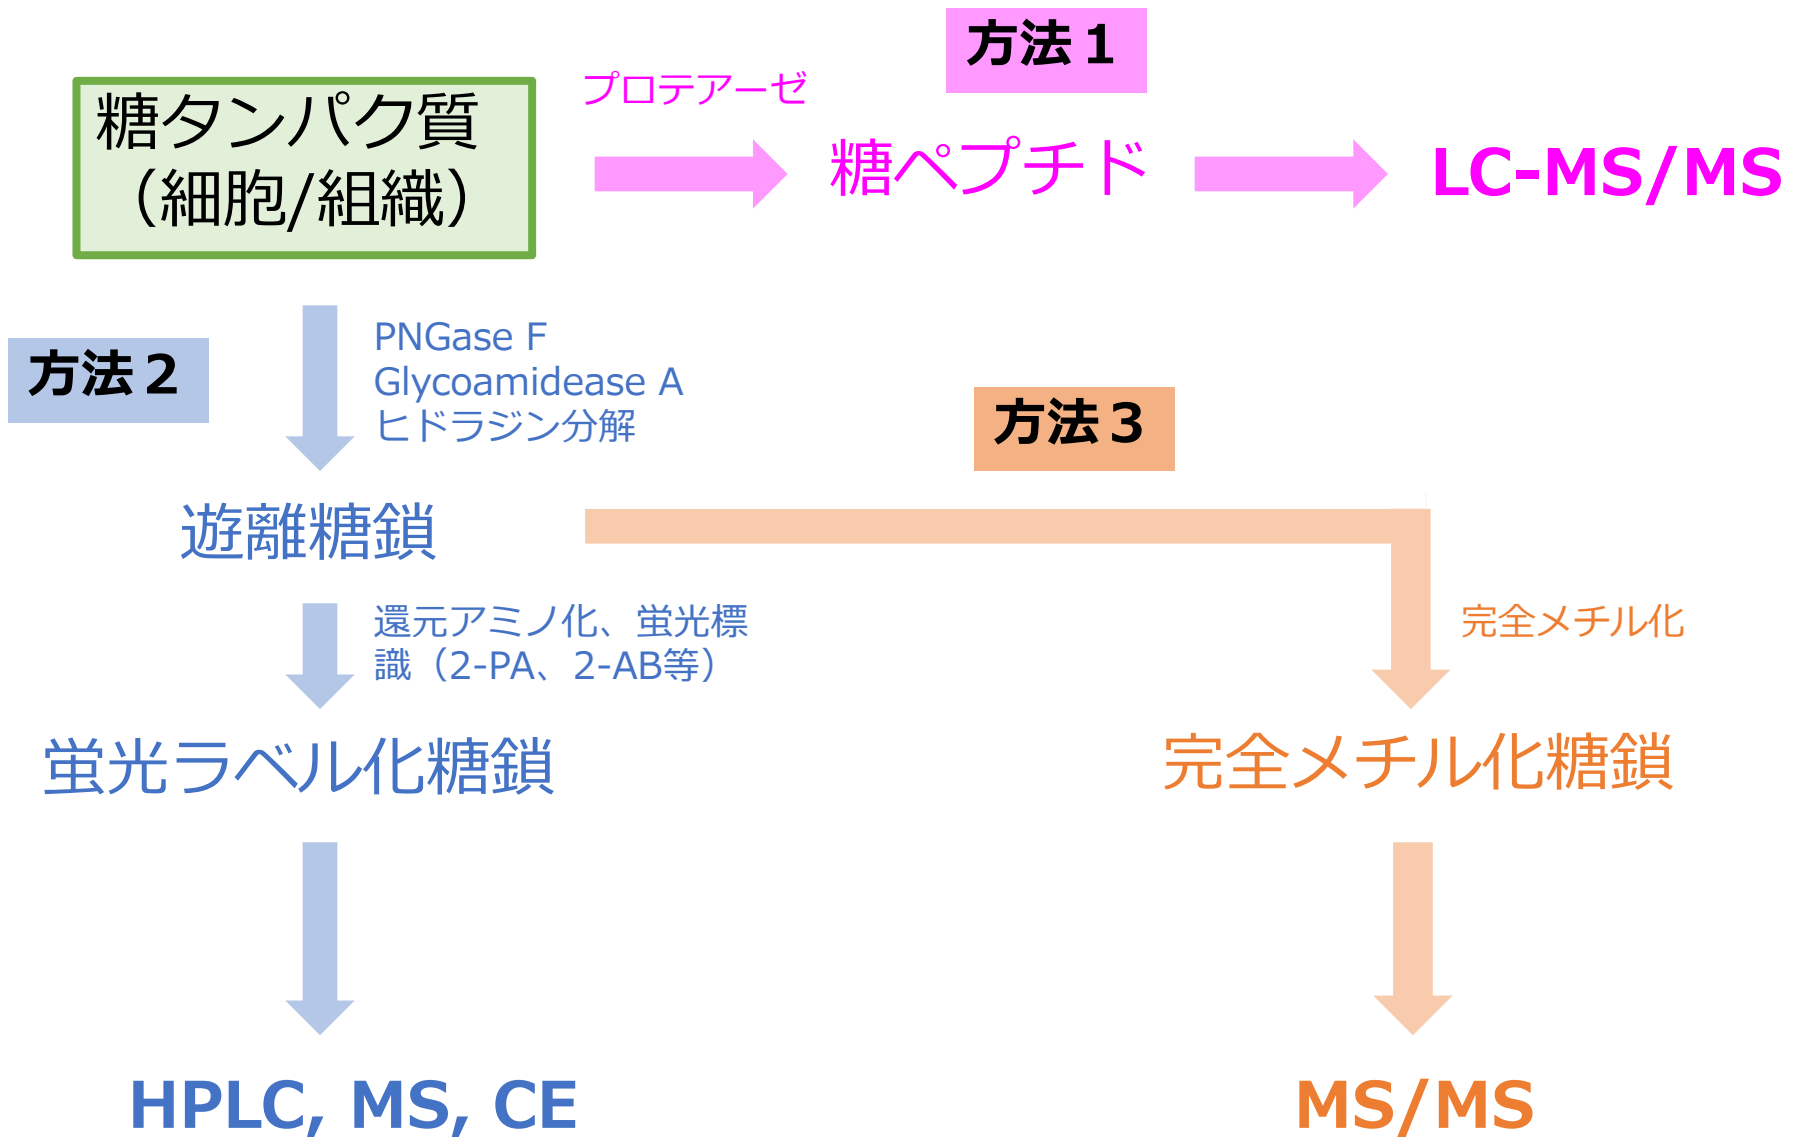 方法１
糖タンパク質
（細胞/組織）
プロテアーゼ
糖ペプチド
LC-MS/MS
方法２
PNGase F
Glycoamidease A
ヒドラジン分解
方法３
遊離糖鎖
還元アミノ化、蛍光標
識（2-PA、2-AB等）
完全メチル化
蛍光ラベル化糖鎖
完全メチル化糖鎖
HPLC, MS, CE
MS/MS